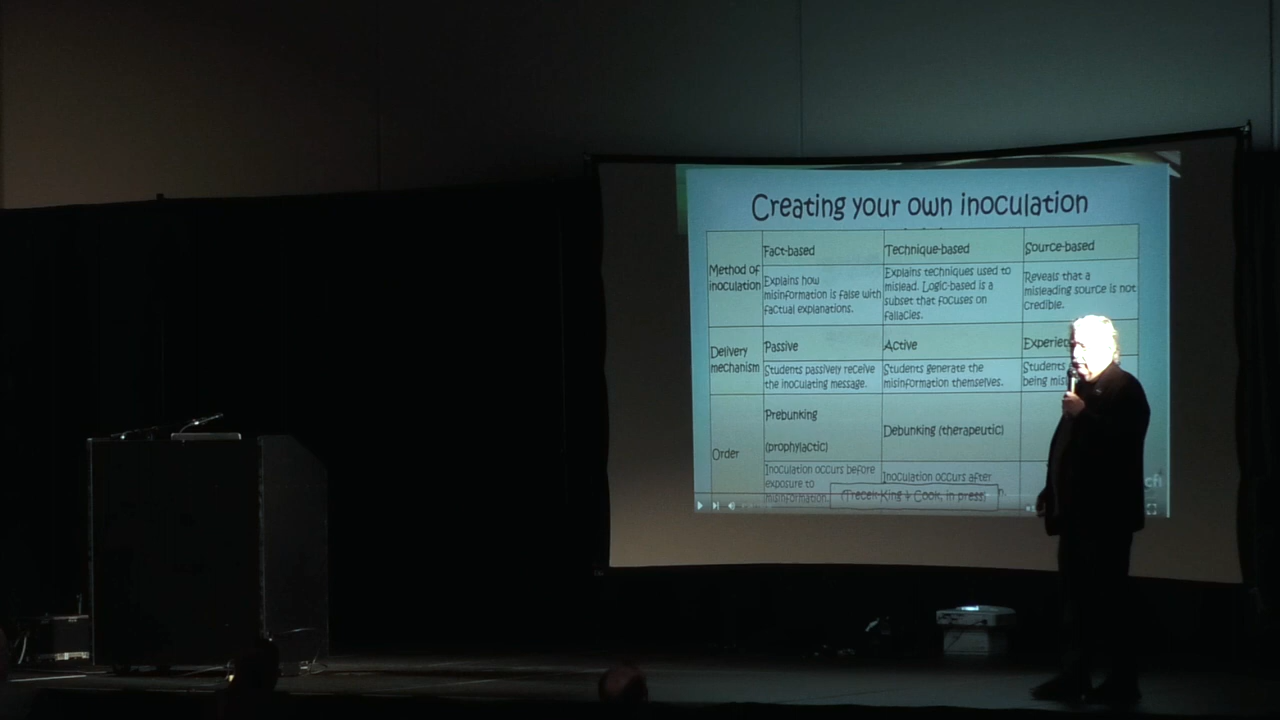 Creating your own inoculation
Fact-based
Technique-based
Source-based
Method of
inoculation
Explains how
misinformation is false with
factual explanations.
Explains techniques used to
mislead. Logic-based is a
subset that focuses on
fallacies.
Reveals that a
misleading source is not
credible.
Delivery
mechanism
Passive
Active
Students passively receive
the inoculating message.
Students generate the
misinformation themselves.
Students
being
Order
Prebunking
(prophylactic)
Debunking (therapeutic)
Inoculation occurs before
exposure to
misinformation.
Inoculation occurs after
(Trecek-King & Cook, in press)
cfi